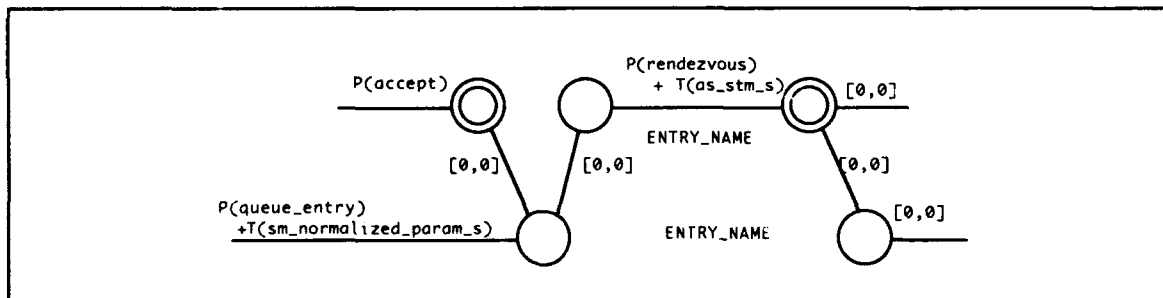 P(rendezvous)
P(accept)
+ T(as_stm_s)
[0,0]
ENTRY_NAME
[0,0]
[0,0]
[0,0]
P(queue_entry)
+T(sm_normalized_param_s)
ENTRY_NAME
[0,0]